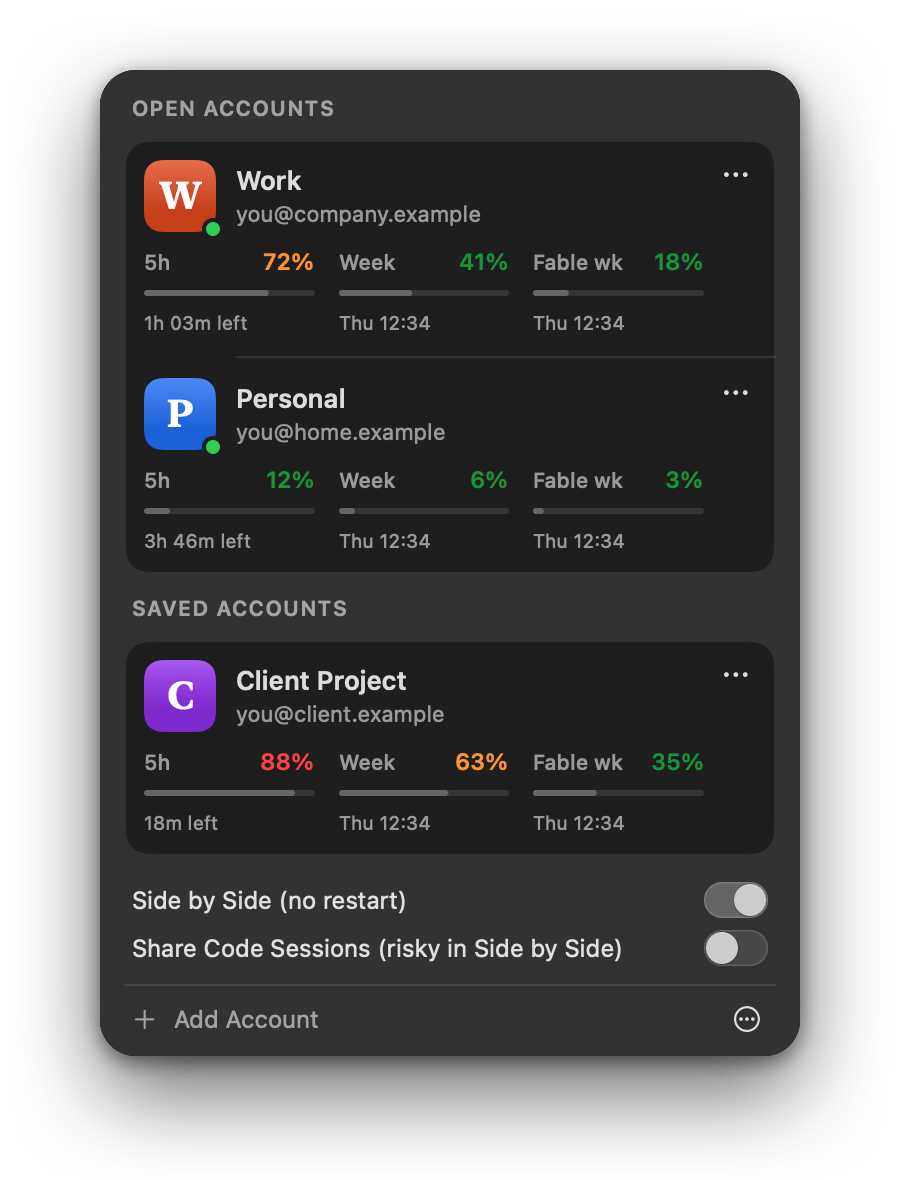 OPEN ACCOUNTS
W
Work
you@company.example
5h 72% Week 41% Fable wk 18%
1h 03m left Thu 12:34 Thu 12:34
P
Personal
you@home.example
5h 12% Week 6% Fable wk 3%
3h 46m left Thu 12:34 Thu 12:34
SAVED ACCOUNTS
C
Client Project
you@client.example
5h 88% Week 63% Fable wk 35%
18m left Thu 12:34 Thu 12:34
Side by Side (no restart)
Share Code Sessions (risky in Side by Side)
+ Add Account